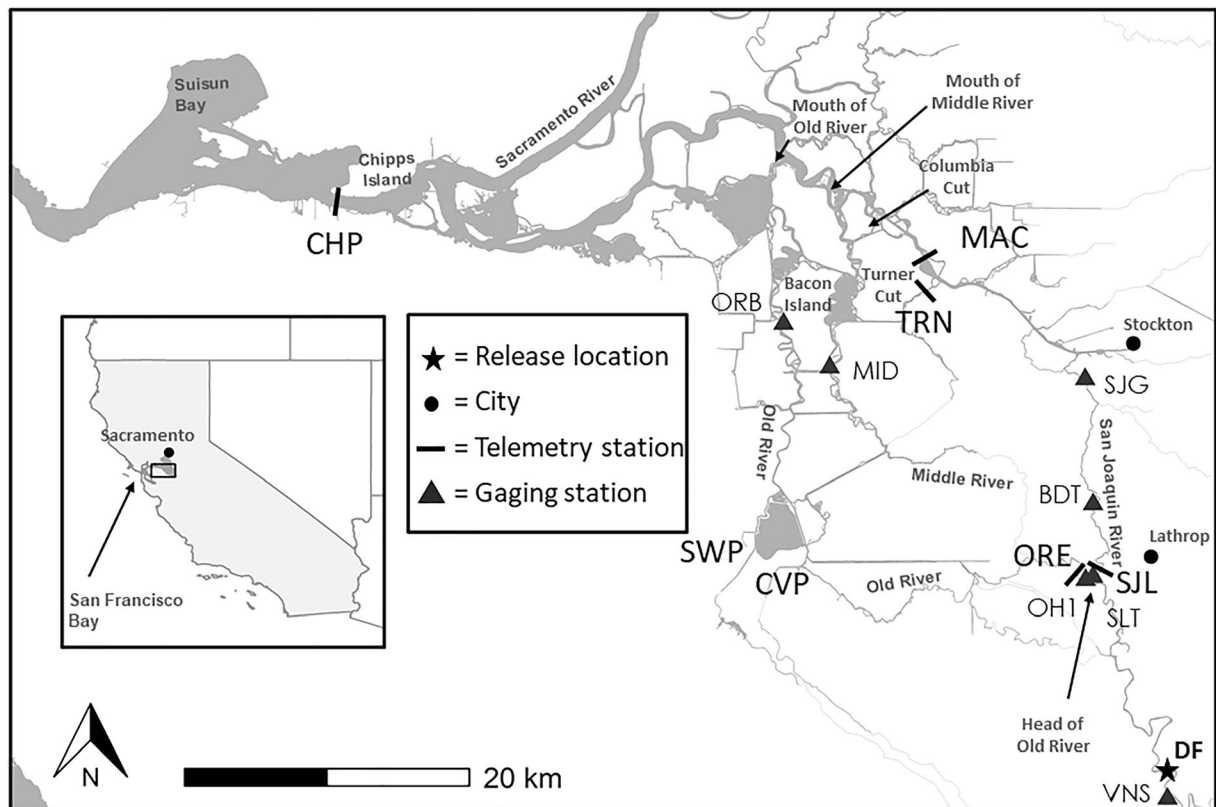 Suisun
Bay
Sacramento River
Mouth of
Middle River
Mouth of
Old River
Chipps
Island
Columbia
Cut
CHP
MAC
Turner
Cut
Bacon
Island
ORB
TRN
Stockton
MID
SJG
★ = Release location
● = City
= Telemetry station
▲ = Gaging station
Sacramento
San Francisco
Bay
Old River
Middle River
San Joaquin River
BDT
Lathrop
SWP
CVP
ORE
SJL
Old River
OH1
SLT
Head of
Old River
DF
VNS
N
20 km